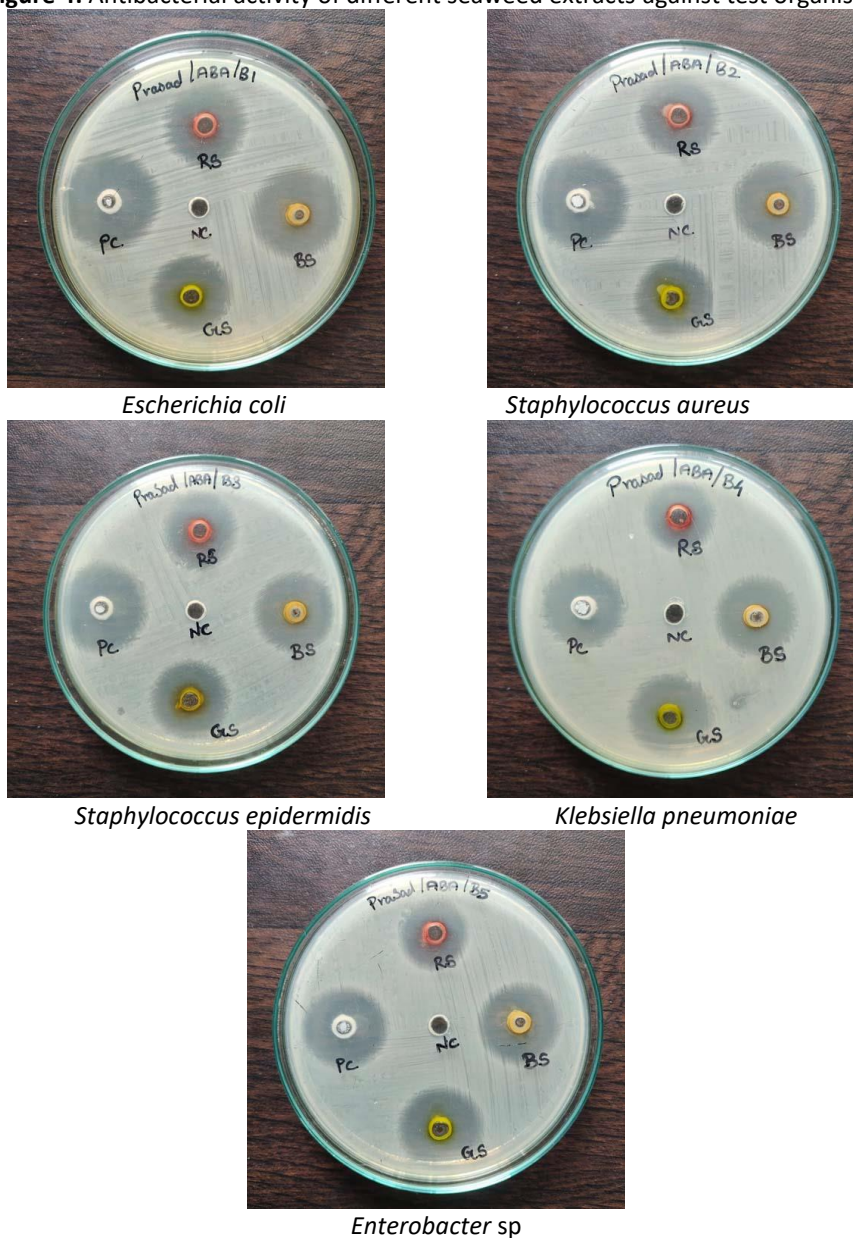 Figure 4. Antibacterial activity of different seaweed extracts against test organis
Prasad/ABA/B1
RS
PC
NC
BS
GS
Escherichia coli
Prasad/ABA/B2
RS
PC
NC
BS
GS
Staphylococcus aureus
Prasad/ABA/B3
RS
PC
NC
BS
GS
Staphylococcus epidermidis
Prasad/ABA/B4
RS
PC
NC
BS
GS
Klebsiella pneumoniae
Prasad/ABA/B5
RS
PC
NC
BS
GS
Enterobacter sp